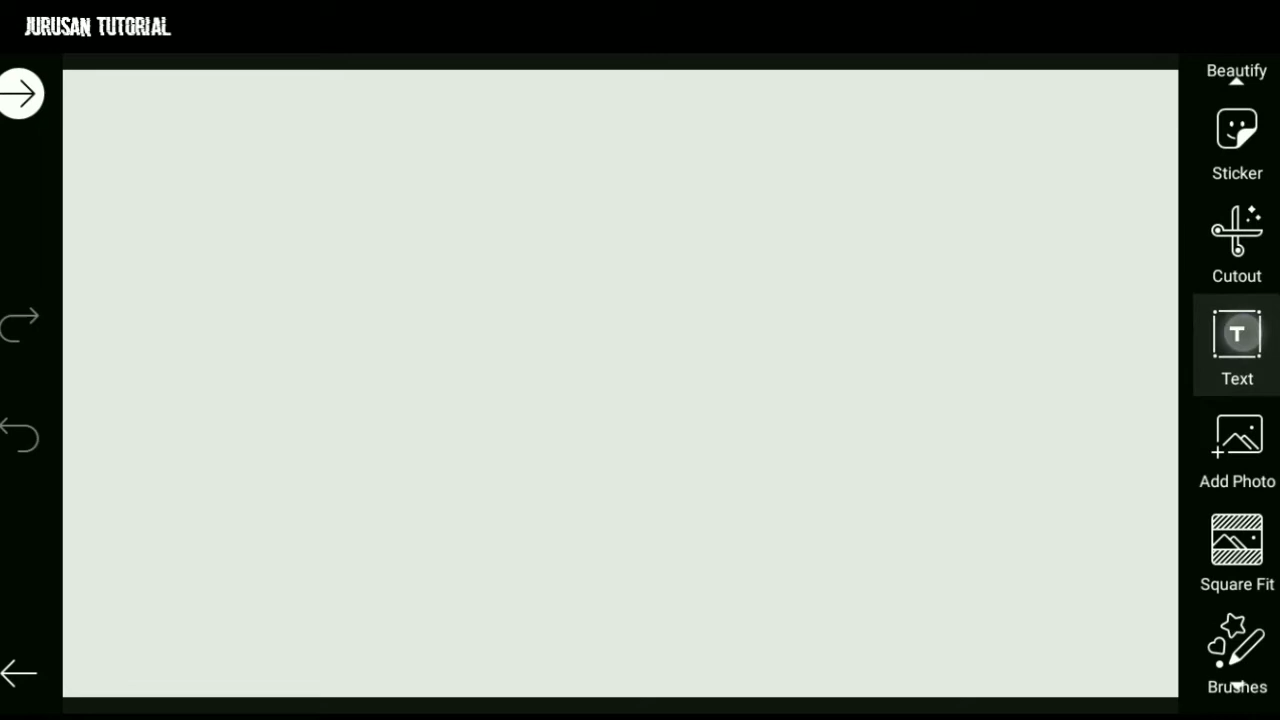 JURUSAN TUTORIAL
Beautify
Sticker
Cutout
T
Text
Add Photo
Square Fit
Brushes